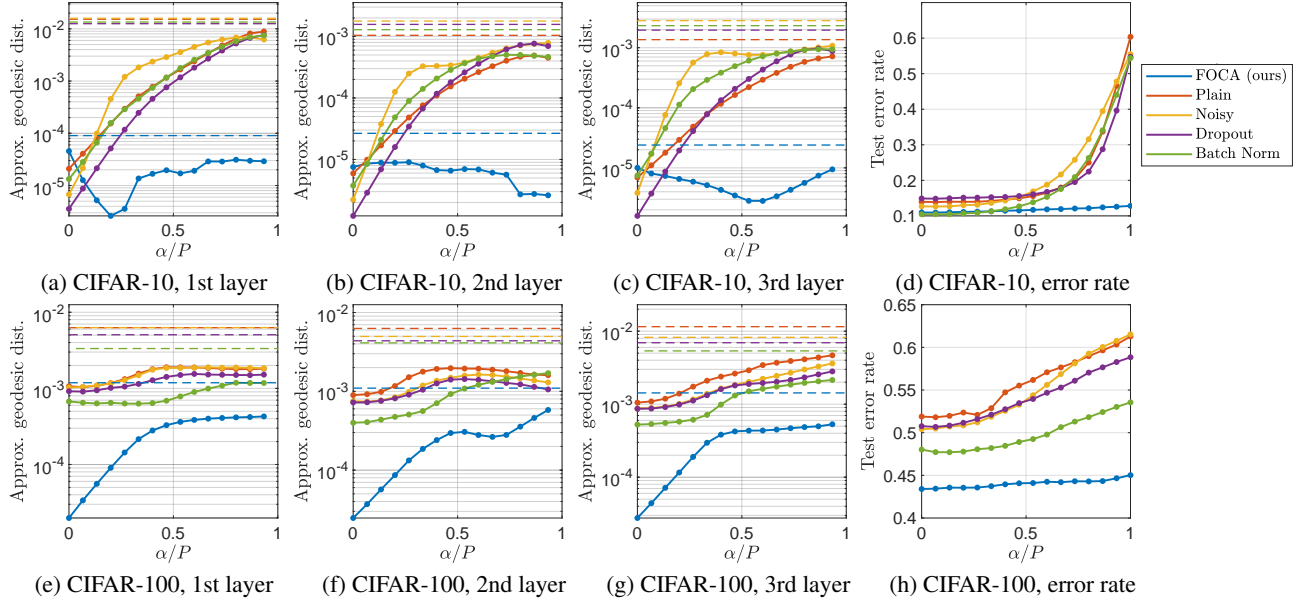 Approx. geodesic dist.
10^-2
10^-3
10^-4
10^-5
0
0.5
1
α/P
(a) CIFAR-10, 1st layer
Approx. geodesic dist.
10^-3
10^-4
10^-5
0
0.5
1
α/P
(b) CIFAR-10, 2nd layer
Approx. geodesic dist.
10^-3
10^-4
10^-5
0
0.5
1
α/P
(c) CIFAR-10, 3rd layer
Test error rate
0.6
0.5
0.4
0.3
0.2
0.1
0
0.5
1
α/P
(d) CIFAR-10, error rate
FOCA (ours)
Plain
Noisy
Dropout
Batch Norm
Approx. geodesic dist.
10^-2
10^-3
10^-4
0
0.5
1
α/P
(e) CIFAR-100, 1st layer
Approx. geodesic dist.
10^-2
10^-3
10^-4
0
0.5
1
α/P
(f) CIFAR-100, 2nd layer
Approx. geodesic dist.
10^-2
10^-3
10^-4
0
0.5
1
α/P
(g) CIFAR-100, 3rd layer
Test error rate
0.65
0.6
0.55
0.5
0.45
0.4
0
0.5
1
α/P
(h) CIFAR-100, error rate